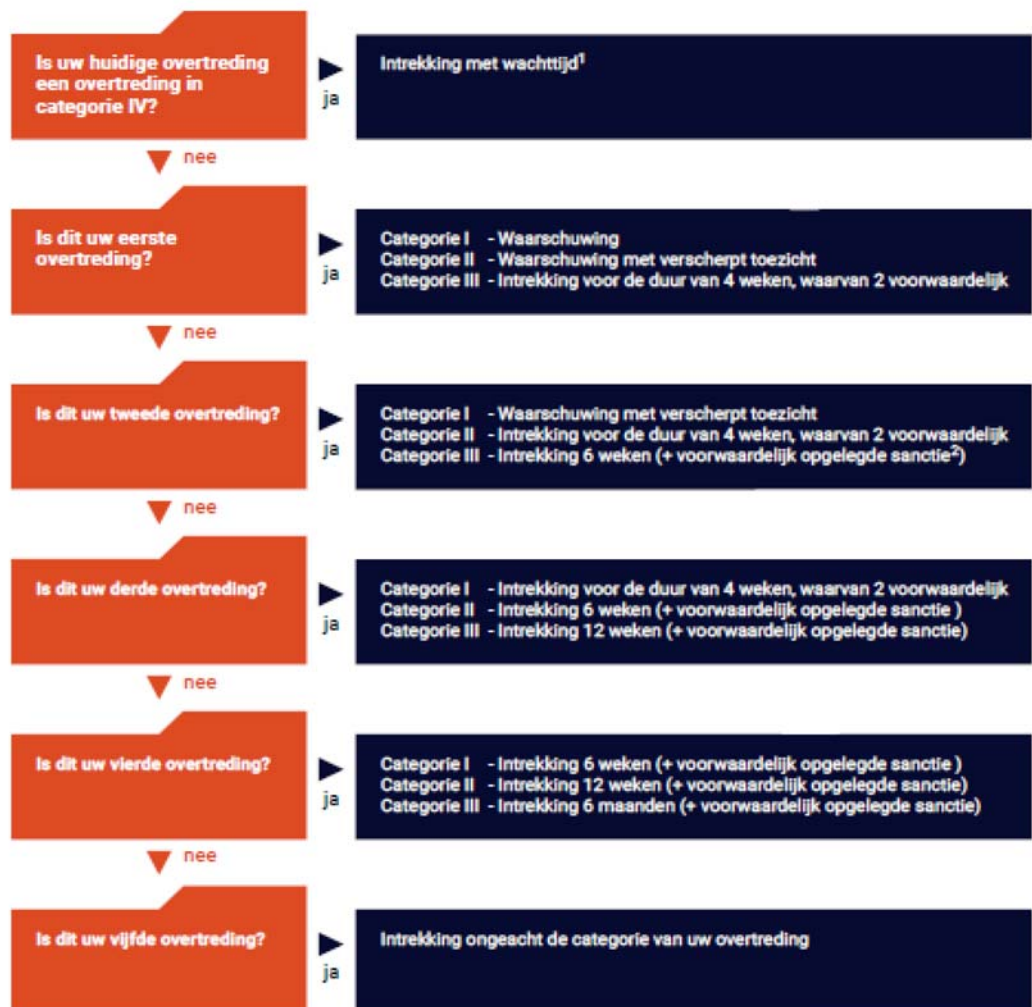 Is uw huidige overtreding
een overtreding in
categorie IV?
ja
Intrekking met wachttijd¹
nee
Is dit uw eerste
overtreding?
ja
Categorie I - Waarschuwing
Categorie II - Waarschuwing met verscherpt toezicht
Categorie III - Intrekking voor de duur van 4 weken, waarvan 2 voorwaardelijk
nee
Is dit uw tweede overtreding?
ja
Categorie I - Waarschuwing met verscherpt toezicht
Categorie II - Intrekking voor de duur van 4 weken, waarvan 2 voorwaardelijk
Categorie III - Intrekking 6 weken (+ voorwaardelijk opgelegde sanctie²)
nee
Is dit uw derde overtreding?
ja
Categorie I - Intrekking voor de duur van 4 weken, waarvan 2 voorwaardelijk
Categorie II - Intrekking 6 weken (+ voorwaardelijk opgelegde sanctie )
Categorie III - Intrekking 12 weken (+ voorwaardelijk opgelegde sanctie)
nee
Is dit uw vierde overtreding?
ja
Categorie I - Intrekking 6 weken (+ voorwaardelijk opgelegde sanctie )
Categorie II - Intrekking 12 weken (+ voorwaardelijk opgelegde sanctie)
Categorie III - Intrekking 6 maanden (+ voorwaardelijk opgelegde sanctie)
nee
Is dit uw vijfde overtreding?
ja
Intrekking ongeacht de categorie van uw overtreding